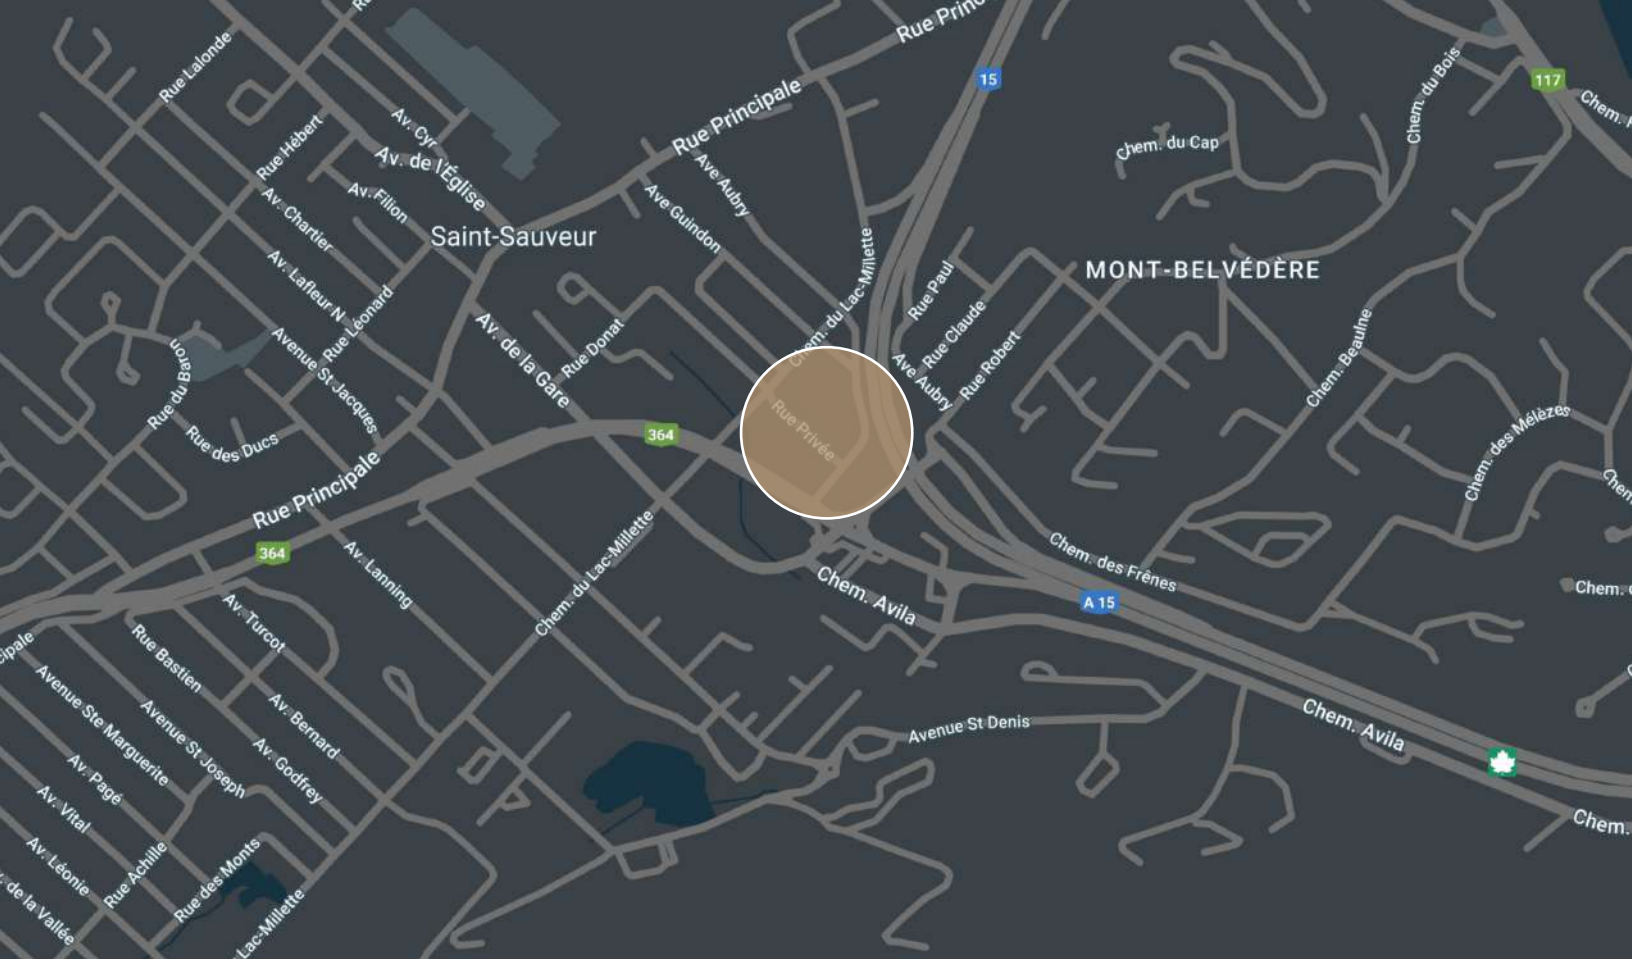 Rue Princ
15
117
Rue Lalonde
Chem. du Bois
Rue Principale
Av. Cyr
Rue Hébert
Chem. du Cap
Av. de l'Église
Av. Filion
Ave Aubry
Av. Chartier
Ave Guindon
Saint-Sauveur
MONT-BELVÉDÈRE
Av. Lafleur N
Rue Léonard
Chem. du Lac-Millette
Rue Paul
Rue Claude
Rue Robert
Av. de la Gare
Rue Donat
Avenue St Jacques
Rue du Baron
Ave Aubry
Chem. Beaulne
Rue Privée
Chem. des Mélèzes
364
Rue des Ducs
Rue Principale
364
Av. Lanning
Chem. du Lac-Millette
Chem. des Frênes
Chem. Avila
A 15
Av. Turcot
cipale
Rue Bastien
Avenue Ste Marguerite
Avenue St Joseph
Av. Bernard
Av. Godfrey
Avenue St Denis
Chem. Avila
Av. Pagé
Av. Vital
Av. Léonie
Rue Achille
Rue des Monts
. de la Vallée
Lac-Millette
Chem.